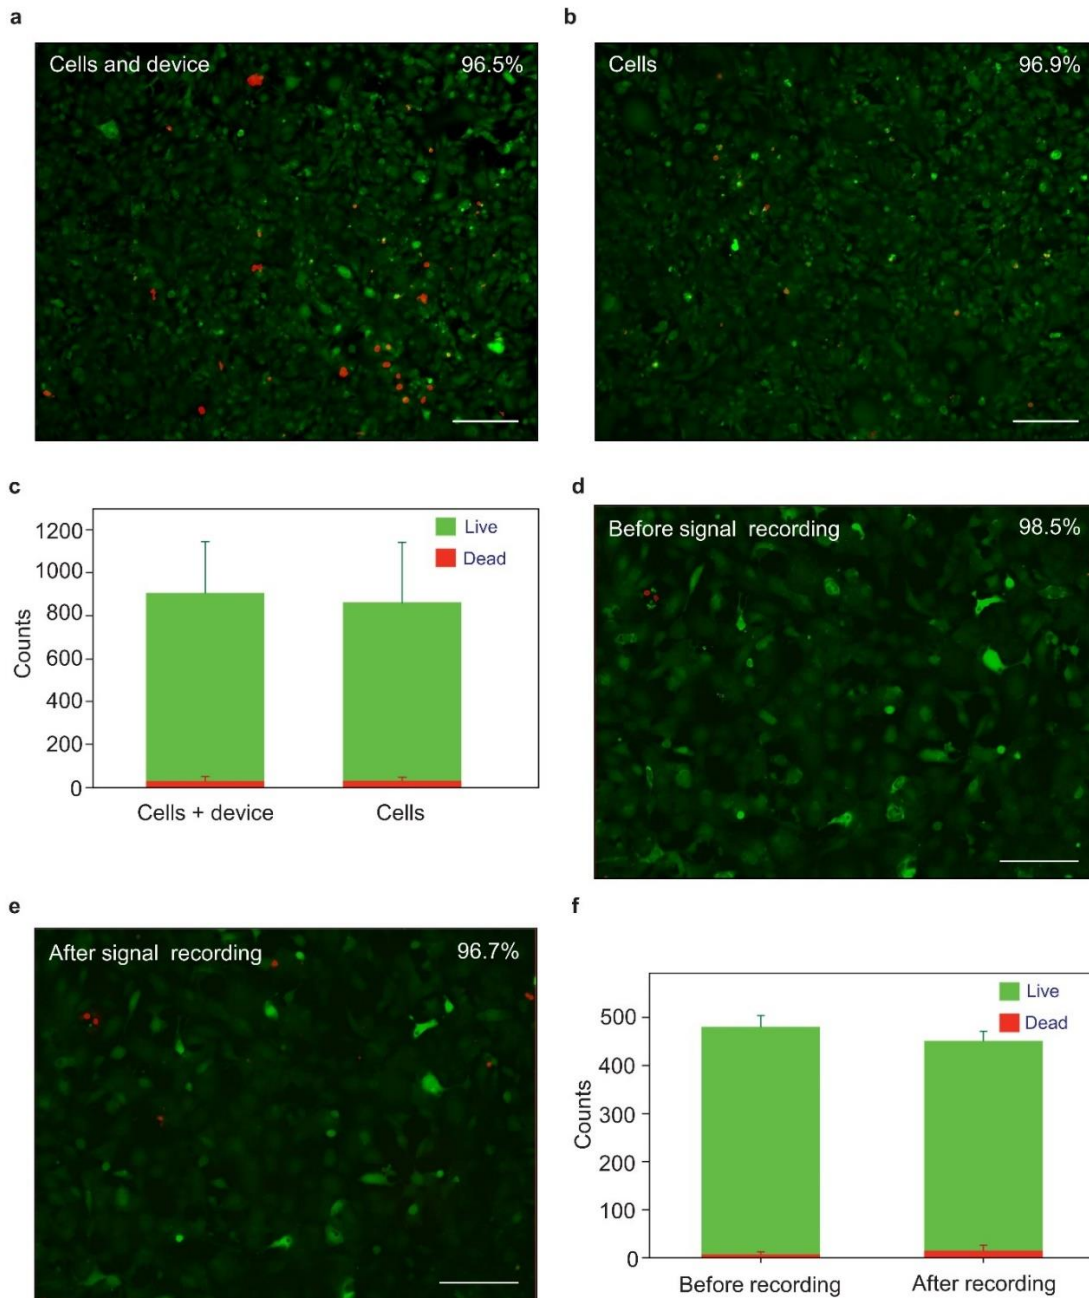 a
Cells and device 96.5%
b
Cells 96.9%
c
1200
1000
800
600
400
200
0
Counts
Live
Dead
Cells + device Cells
d
Before signal recording 98.5%
e
After signal recording 96.7%
f
500
400
300
200
100
0
Counts
Live
Dead
Before recording After recording